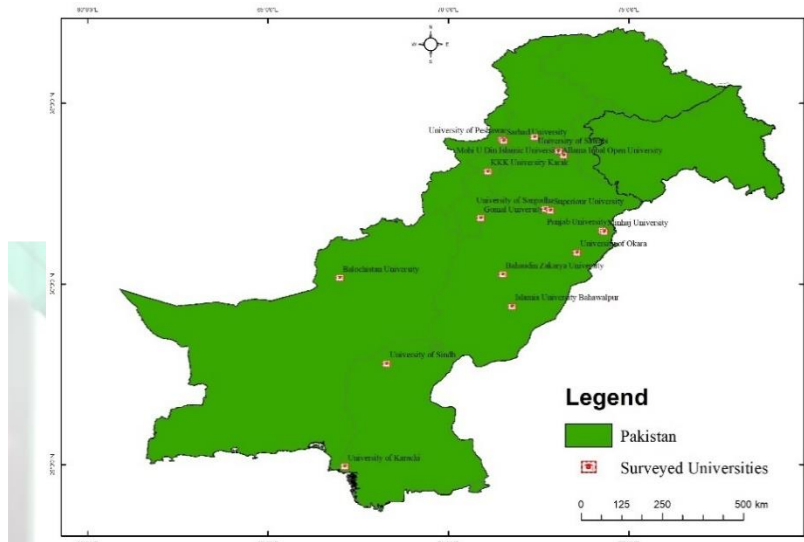 N
W E
S
University of Peshawar
Sarhad University
University of Swabi
Mohi U Din Islamic University
Allama Iqbal Open University
KKK University Karak
University of Sargodha
Superior University
Gomal University
Punjab University
Minhaj University
University of Okara
Balochistan University
Bahaudin Zakarya University
Islamia University Bahawalpur
University of Sindh
University of Karachi
Legend
Pakistan
Surveyed Universities
0 125 250 500 km